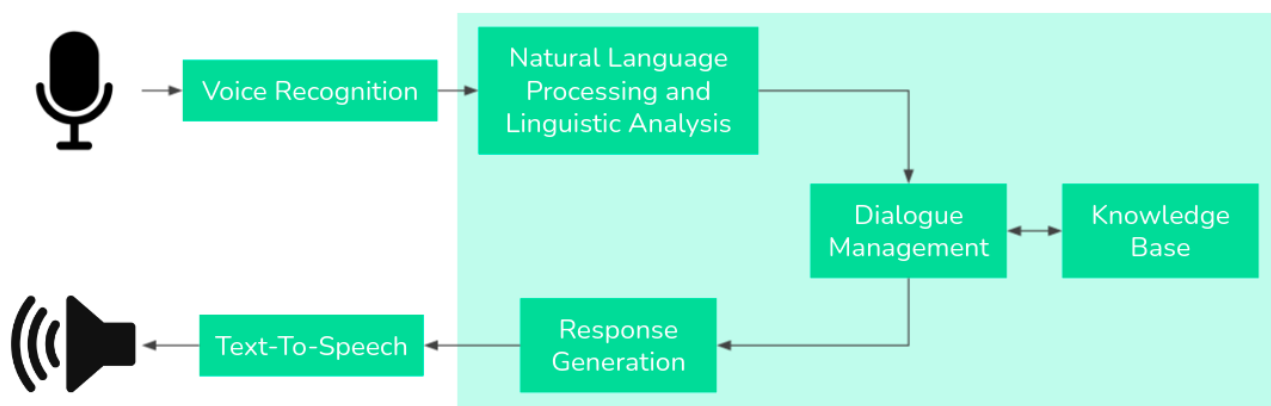 Voice Recognition
Natural Language
Processing and
Linguistic Analysis
Dialogue
Management
Knowledge
Base
Response
Generation
Text-To-Speech